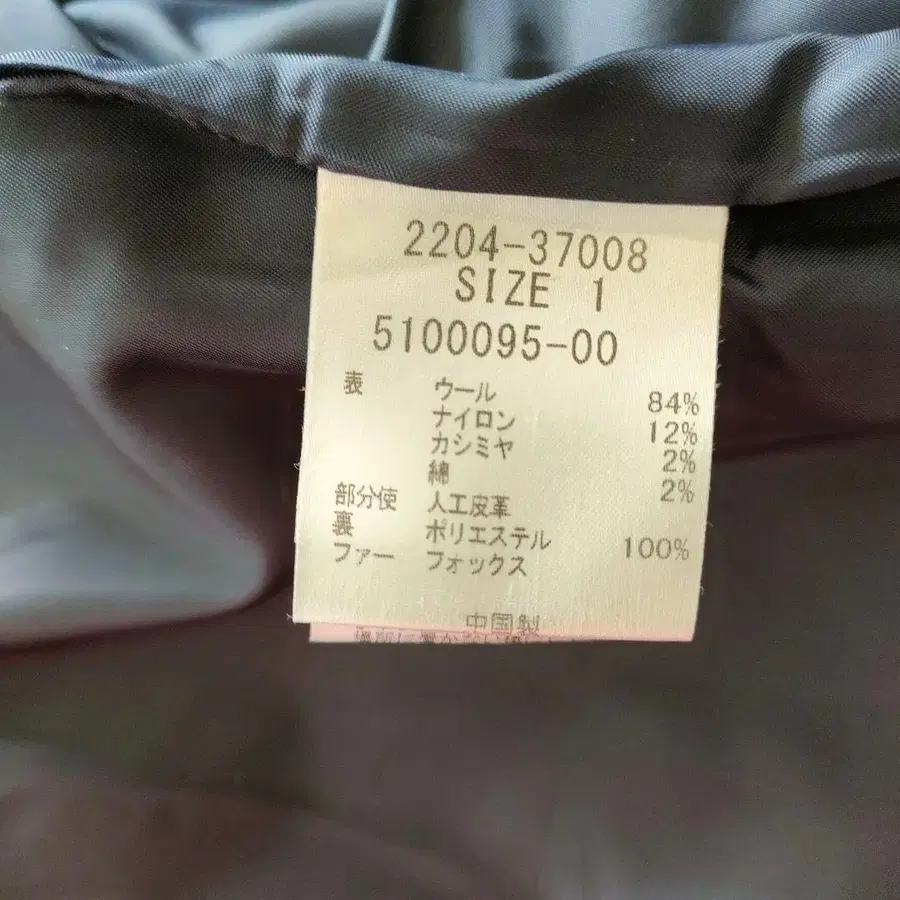 2204-37008
SIZE 1
5100095-00
表 ウール 84%
ナイロン 12%
カシミヤ 2%
綿 2%
部分使 人工皮革
裏 ポリエステル 100%
ファー フォックス
中国製